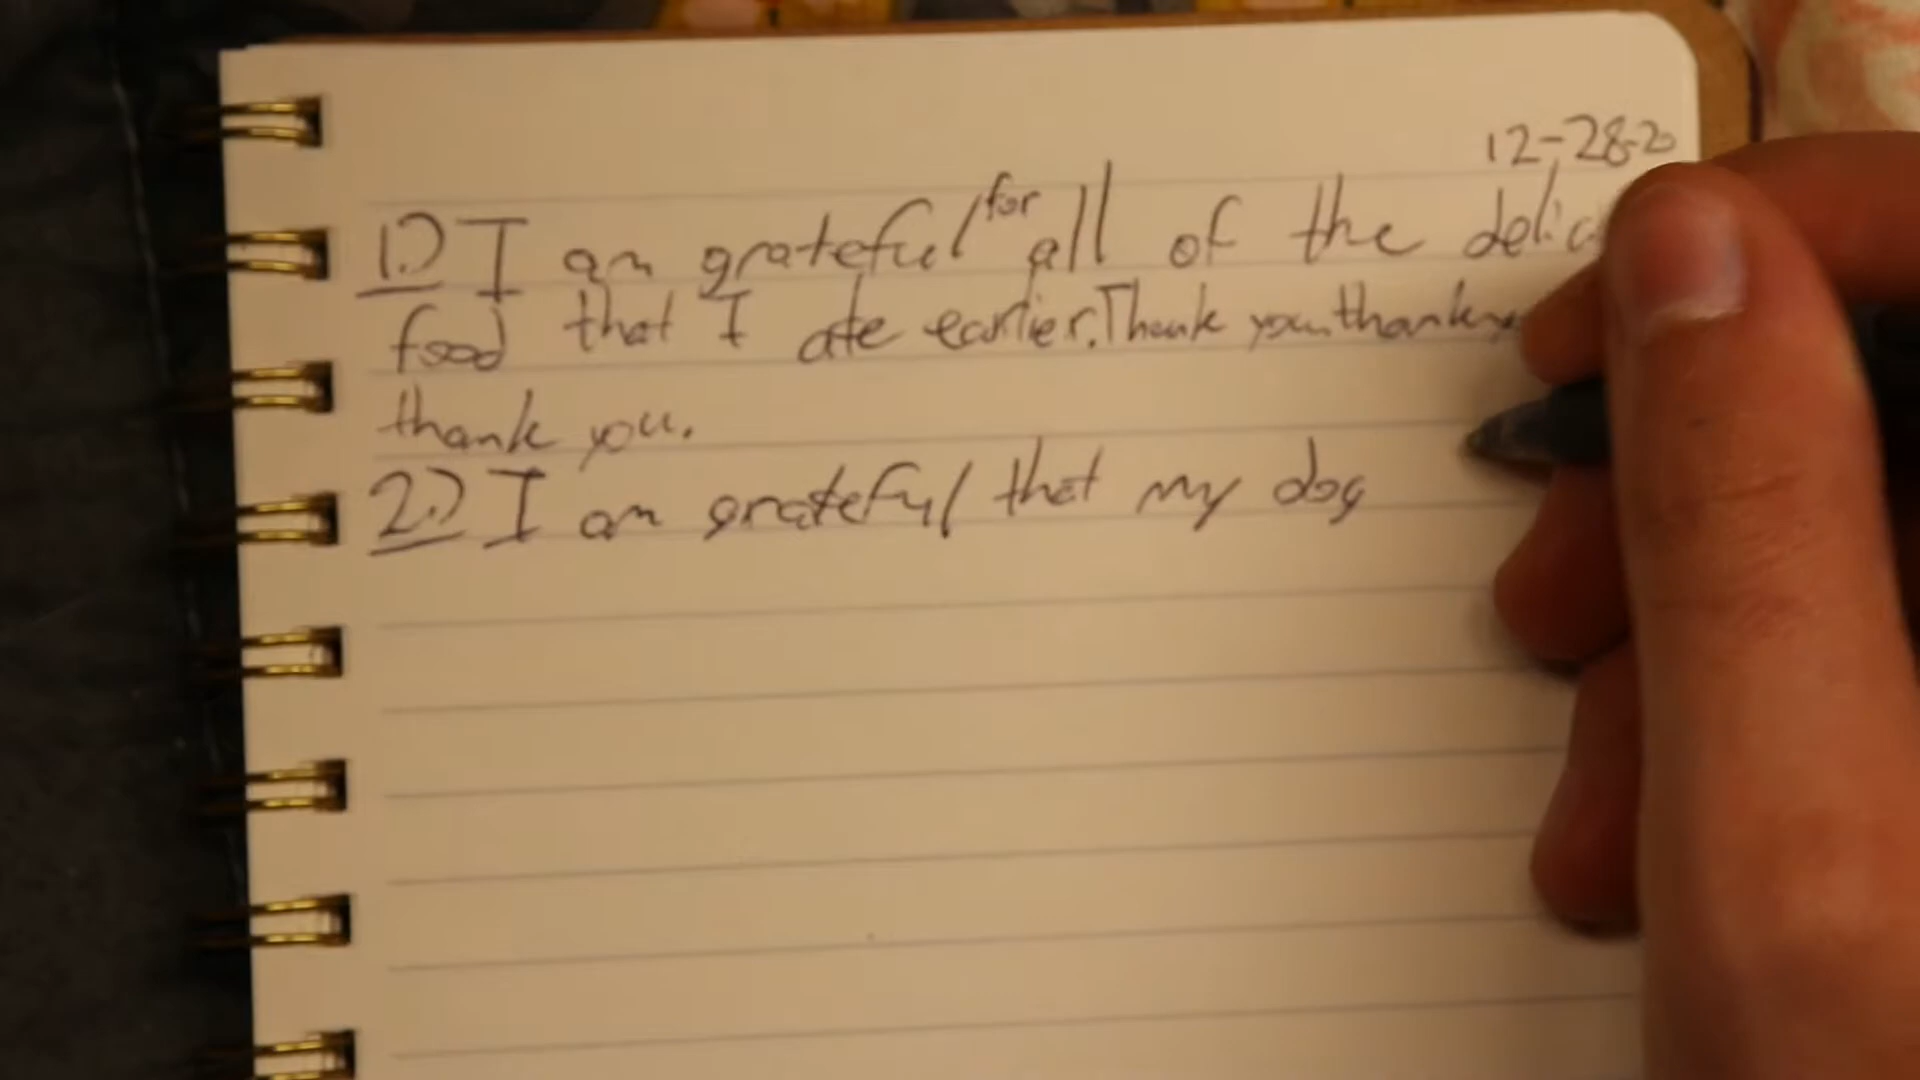 12-28-20
1.) I am grateful for all of the
food that I ate earlier. Thank you. thank
thank you.
2.) I am grateful that my dog